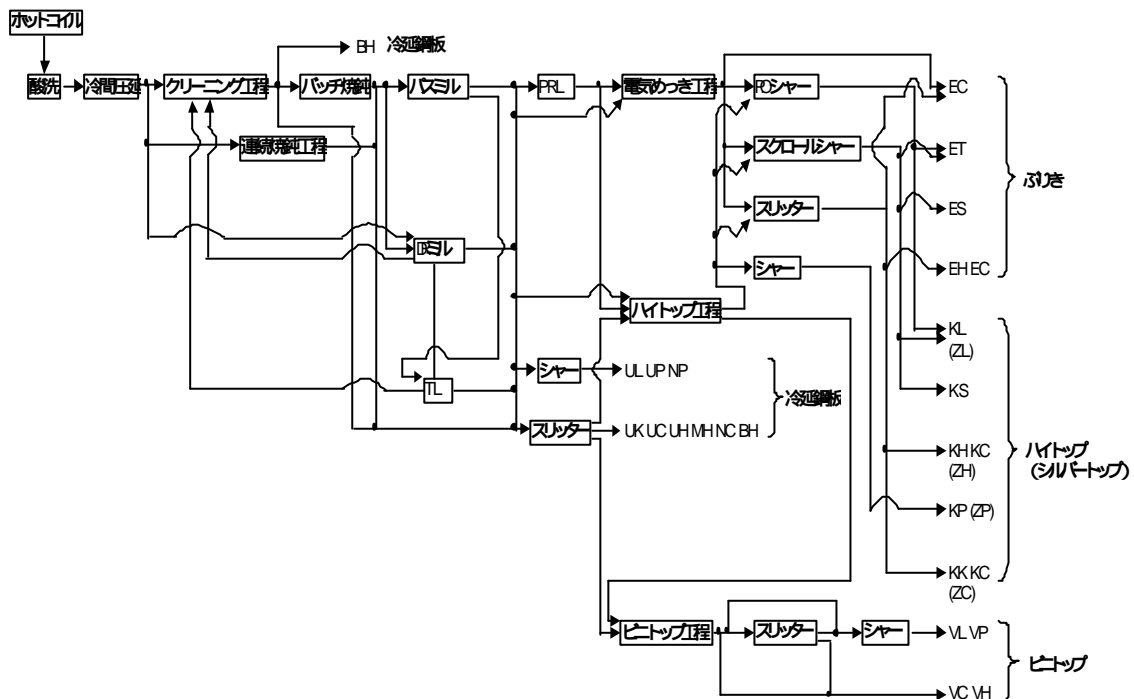 ホットコイル
BH 冷延鋼板
酸洗
冷間圧延
クリーニング工程
バッチ焼鈍
パスミル
PRL
電気めっき工程
POシャー
EC
連続焼鈍工程
スクロールシャー
ET
ぶりき
スリッター
ES
DRミル
シャー
EH EC
ハイトップ工程
KL
(ZL)
シャー
UL UP NP
TL
冷延鋼板
KS
スリッター
UK UC UH MH NC BH
KH KC
(ZH)
ハイトップ
(シルバートップ)
KP (ZP)
KK KC
(ZC)
ビニトップ工程
スリッター
シャー
VL VP
ビニトップ
VC VH